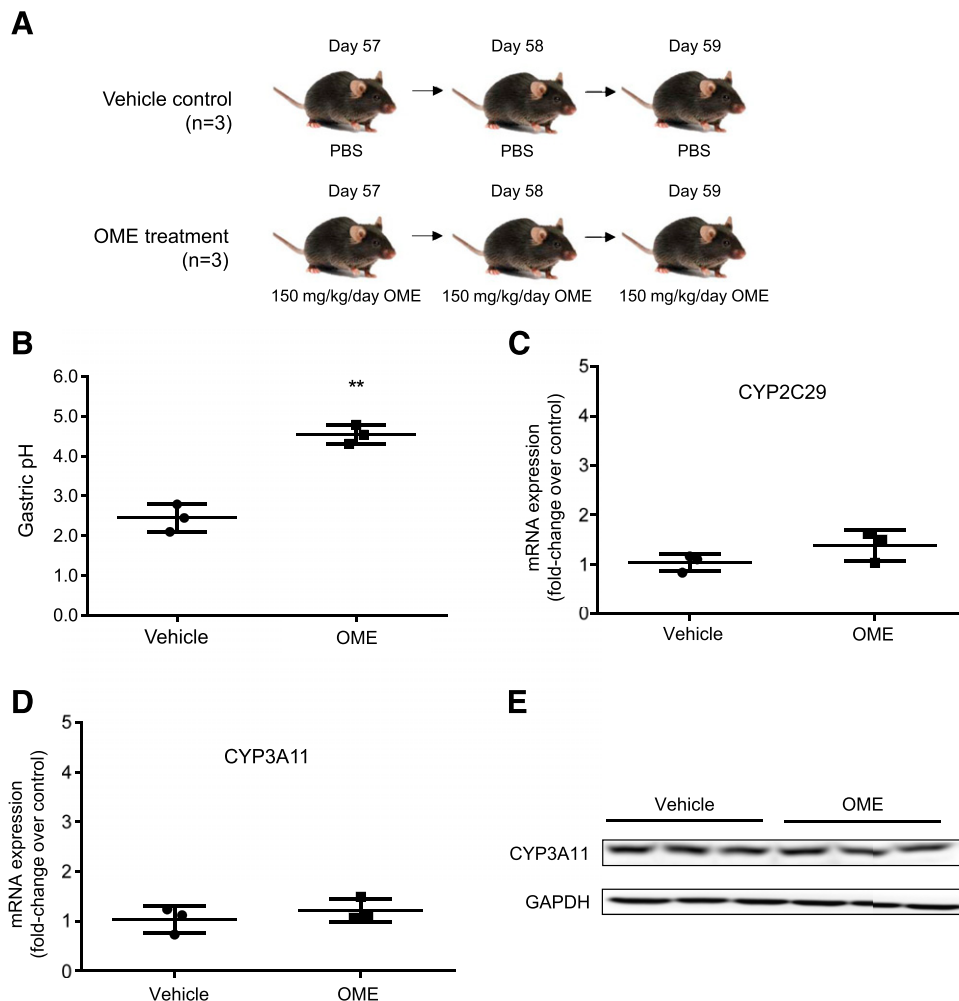 A
Day 57
Day 58
Day 59
Vehicle control
(n=3)
PBS
PBS
PBS
Day 57
Day 58
Day 59
OME treatment
(n=3)
150 mg/kg/day OME
150 mg/kg/day OME
150 mg/kg/day OME
B
Gastric pH
6.0
5.0
4.0
3.0
2.0
1.0
0.0
**
Vehicle
OME
C
mRNA expression
(fold-change over control)
5
4
3
2
1
0
CYP2C29
Vehicle
OME
D
mRNA expression
(fold-change over control)
5
4
3
2
1
0
CYP3A11
Vehicle
OME
E
Vehicle
OME
CYP3A11
GAPDH